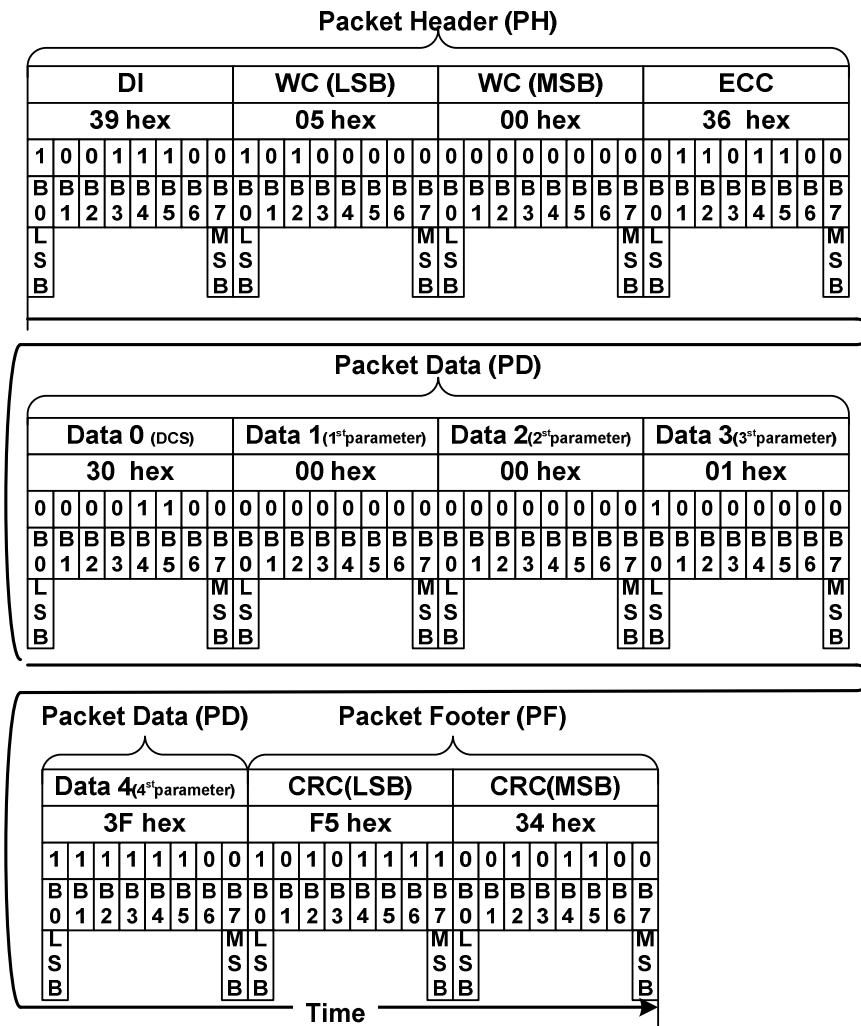 Packet Header (PH)
DI WC (LSB) WC (MSB) ECC
39 hex 05 hex 00 hex 36 hex
1 0 0 1 1 1 0 0 1 0 1 0 0 0 0 0 0 0 0 0 0 0 0 0 0 1 1 0 1 1 0 0
B0 B1 B2 B3 B4 B5 B6 B7 B0 B1 B2 B3 B4 B5 B6 B7 B0 B1 B2 B3 B4 B5 B6 B7 B0 B1 B2 B3 B4 B5 B6 B7
LSB MSB LSB MSB LSB MSB LSB MSB
Packet Data (PD)
Data 0 (DCS) Data 1(1stparameter) Data 2(2stparameter) Data 3(3stparameter)
30 hex 00 hex 00 hex 01 hex
0 0 0 0 1 1 0 0 0 0 0 0 0 0 0 0 0 0 0 0 0 0 0 0 1 0 0 0 0 0 0 0
B0 B1 B2 B3 B4 B5 B6 B7 B0 B1 B2 B3 B4 B5 B6 B7 B0 B1 B2 B3 B4 B5 B6 B7 B0 B1 B2 B3 B4 B5 B6 B7
LSB MSB LSB MSB LSB MSB LSB MSB
Packet Data (PD) Packet Footer (PF)
Data 4(4stparameter) CRC(LSB) CRC(MSB)
3F hex F5 hex 34 hex
1 1 1 1 1 1 0 0 1 0 1 0 1 1 1 1 0 0 1 0 1 1 0 0
B0 B1 B2 B3 B4 B5 B6 B7 B0 B1 B2 B3 B4 B5 B6 B7 B0 B1 B2 B3 B4 B5 B6 B7
LSB MSB LSB MSB LSB MSB
Time